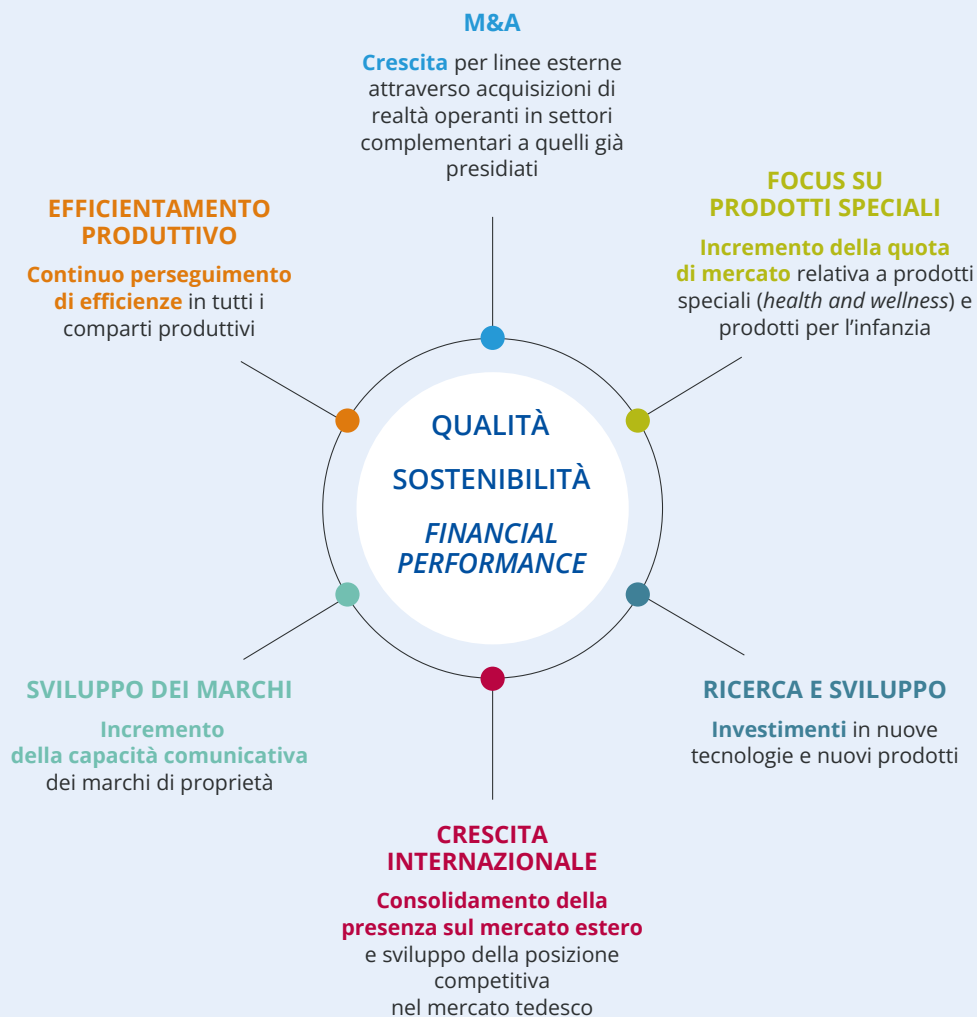 M&A
Crescita per linee esterne
attraverso acquisizioni di
realtà operanti in settori
complementari a quelli già
presidiati
FOCUS SU
PRODOTTI SPECIALI
Incremento della quota
di mercato relativa a prodotti
speciali (health and wellness) e
prodotti per l'infanzia
EFFICIENTAMENTO
PRODUTTIVO
Continuo perseguimento
di efficienze in tutti i
comparti produttivi
QUALITÀ
SOSTENIBILITÀ
FINANCIAL
PERFORMANCE
SVILUPPO DEI MARCHI
Incremento
della capacità comunicativa
dei marchi di proprietà
RICERCA E SVILUPPO
Investimenti in nuove
tecnologie e nuovi prodotti
CRESCITA
INTERNAZIONALE
Consolidamento della
presenza sul mercato estero
e sviluppo della posizione
competitiva
nel mercato tedesco